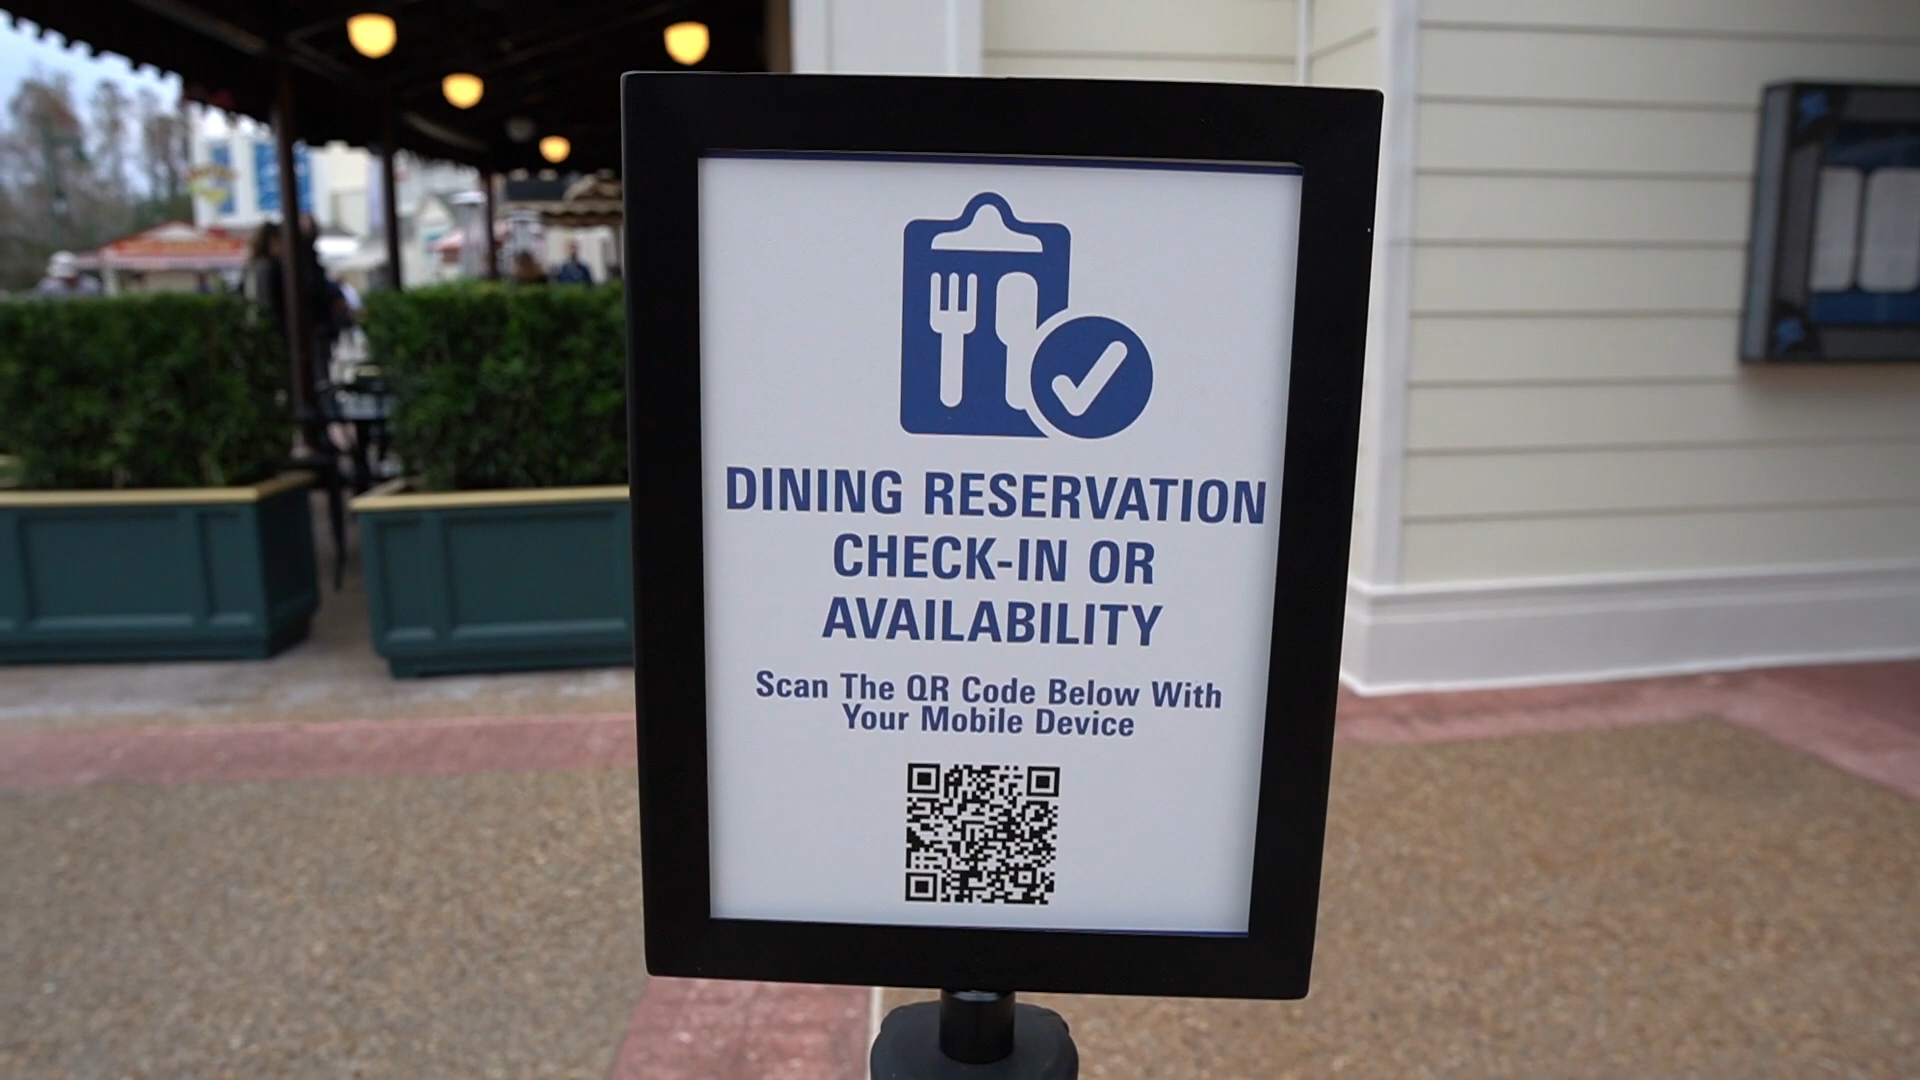 DINING RESERVATION
CHECK-IN OR
AVAILABILITY
Scan The QR Code Below With
Your Mobile Device